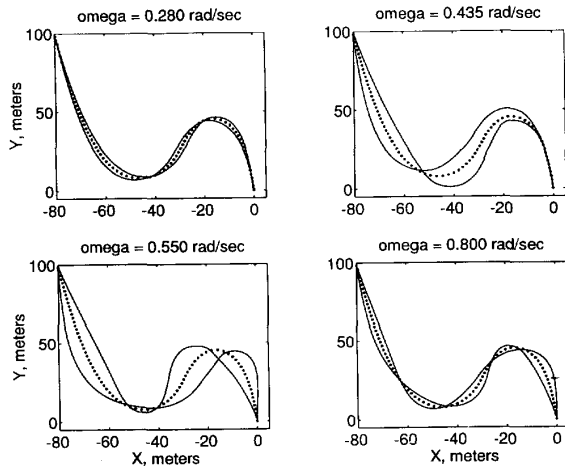 omega = 0.280 rad/sec
omega = 0.435 rad/sec
100
50
0
Y, meters
-80 -60 -40 -20 0
100
50
0
-80 -60 -40 -20 0
omega = 0.550 rad/sec
omega = 0.800 rad/sec
100
50
0
Y, meters
-80 -60 -40 -20 0
X, meters
100
50
0
-80 -60 -40 -20 0
X, meters